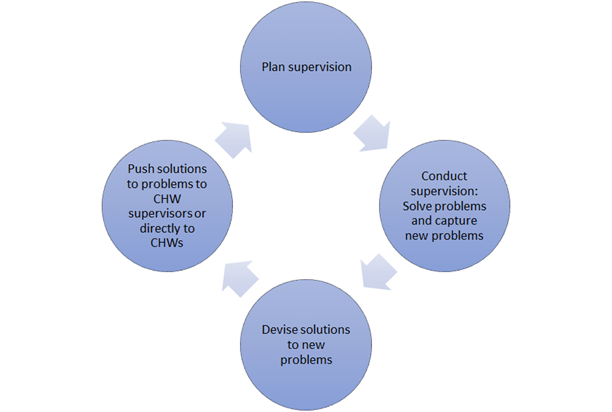 Plan supervision
Conduct
supervision:
Solve problems
and capture
new problems
Devise solutions
to new
problems
Push solutions
to problems to
CHW
supervisors or
directly to
CHWs